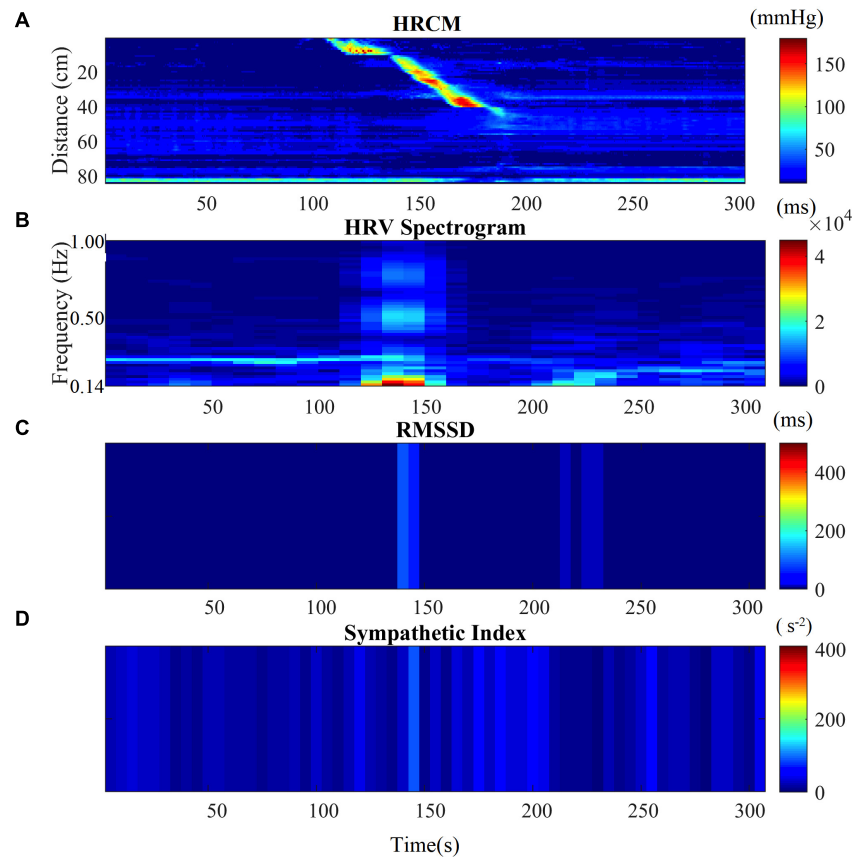 A
HRCM
(mmHg)
Distance (cm)
20
40
60
80
50
100
150
200
250
300
150
100
50
B
HRV Spectrogram
(ms)
×10⁴
Frequency (Hz)
1.00
0.50
0.14
50
100
150
200
250
300
4
2
0
C
RMSSD
(ms)
50
100
150
200
250
300
400
200
0
D
Sympathetic Index
( s⁻²)
50
100
150
200
250
300
400
200
0
Time(s)